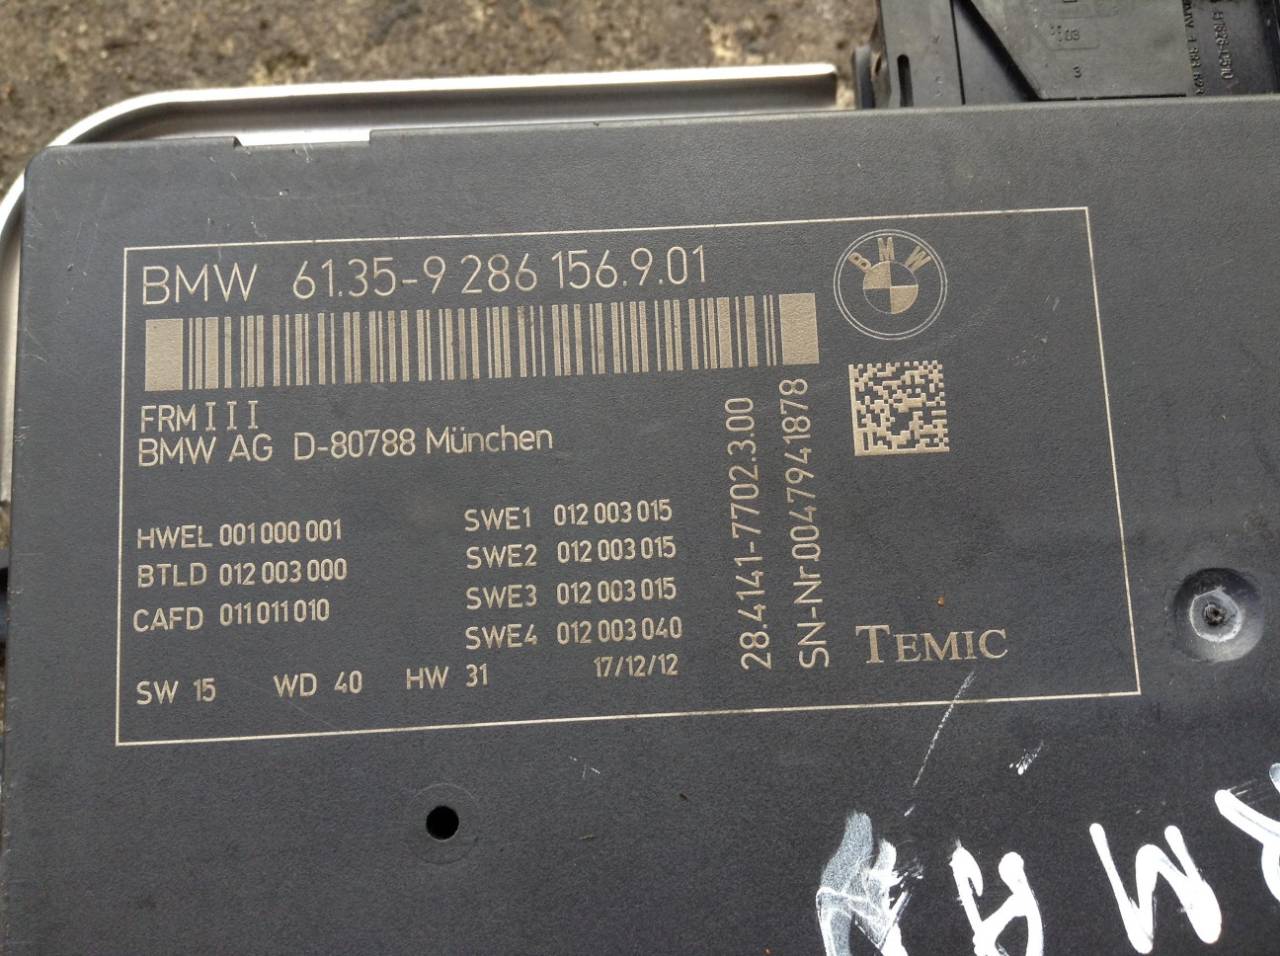 BMW 61.35-9 286 156.9.01
BMW
FRM I I I
BMW AG D-80788 München
HWEL 001 000 001
BTLD 012 003 000
CAFD 011 011 010
SWE1 012 003 015
SWE2 012 003 015
SWE3 012 003 015
SWE4 012 003 040
SW 15 WD 40 HW 31
17/12/12
28.4141-7702.3.00
SN-Nr.0047941878
TEMIC
03
3